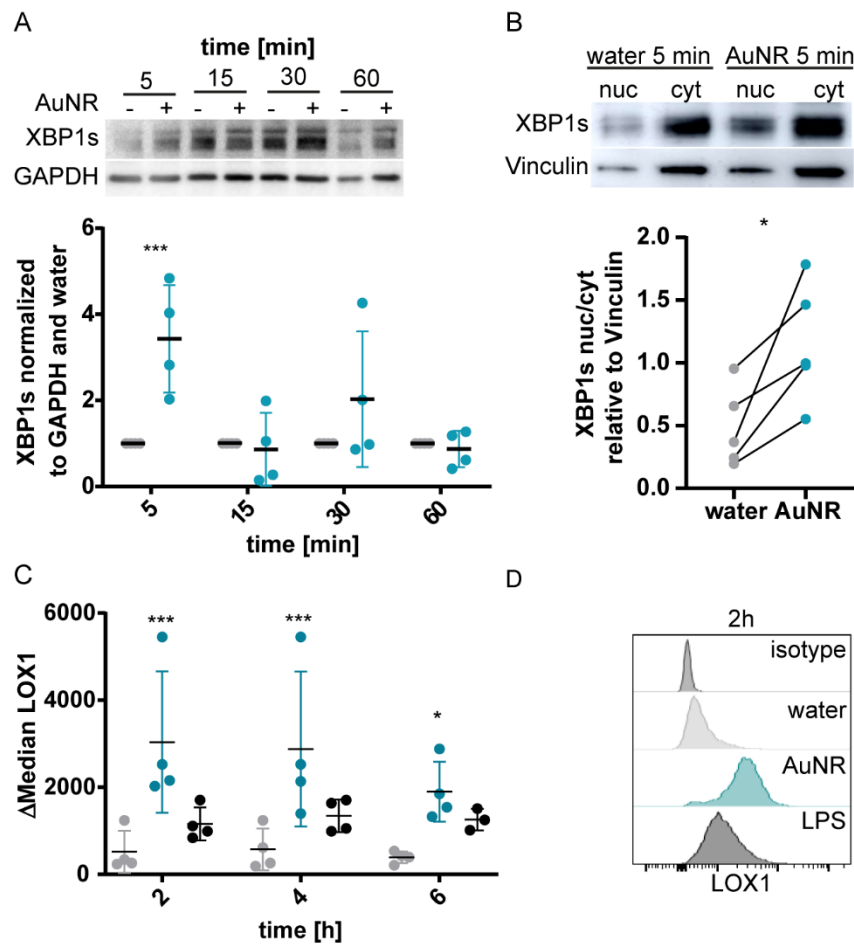 A
time [min]
5 15 30 60
AuNR - + - + - + - +
XBP1s
GAPDH
XBP1s normalized
to GAPDH and water
6
4
2
0
***
5 15 30 60
time [min]
B
water 5 min AuNR 5 min
nuc cyt nuc cyt
XBP1s
Vinculin
XBP1s nuc/cyt
relative to Vinculin
2.0
1.5
1.0
0.5
0.0
*
water AuNR
C
ΔMedian LOX1
6000
4000
2000
0
*** *** *
2 4 6
time [h]
D
2h
isotype
water
AuNR
LPS
LOX1